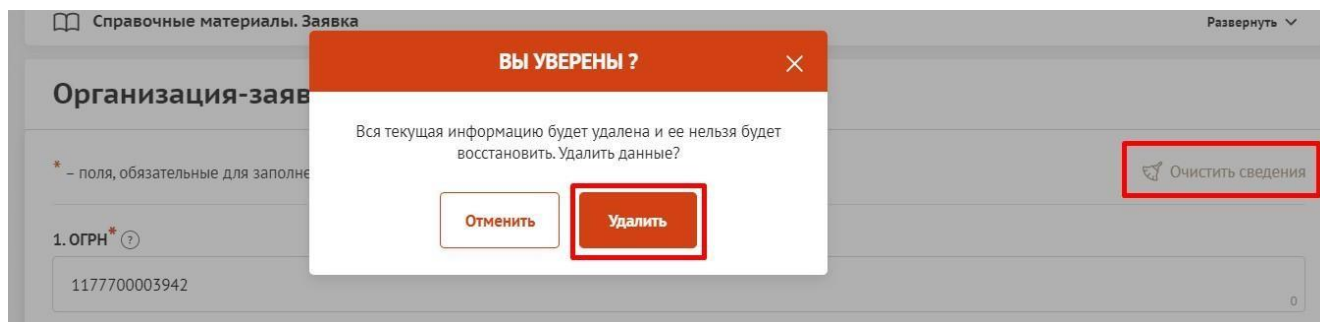 Справочные материалы. Заявка
Развернуть
ВЫ УВЕРЕНЫ ?
Организация-заяв
Вся текущая информацию будет удалена и ее нельзя будет
восстановить. Удалить данные?
* – поля, обязательные для заполне
Очистить сведения
Отменить
Удалить
1. ОГРН* ?
1177700003942
0